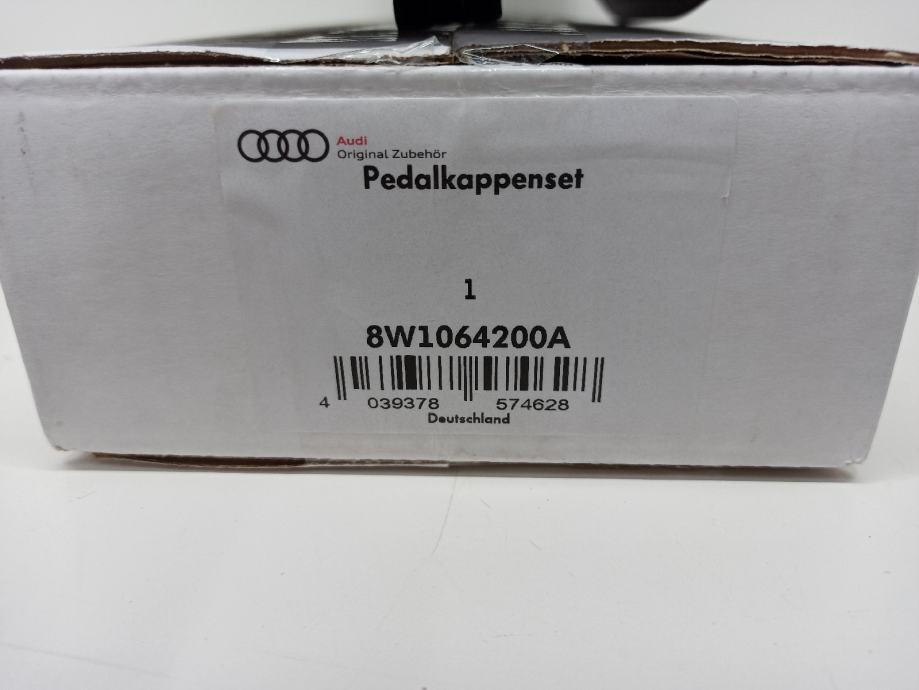 Audi
Original Zubehör
Pedalkappenset
1
8W1064200A
4 039378 574628
Deutschland